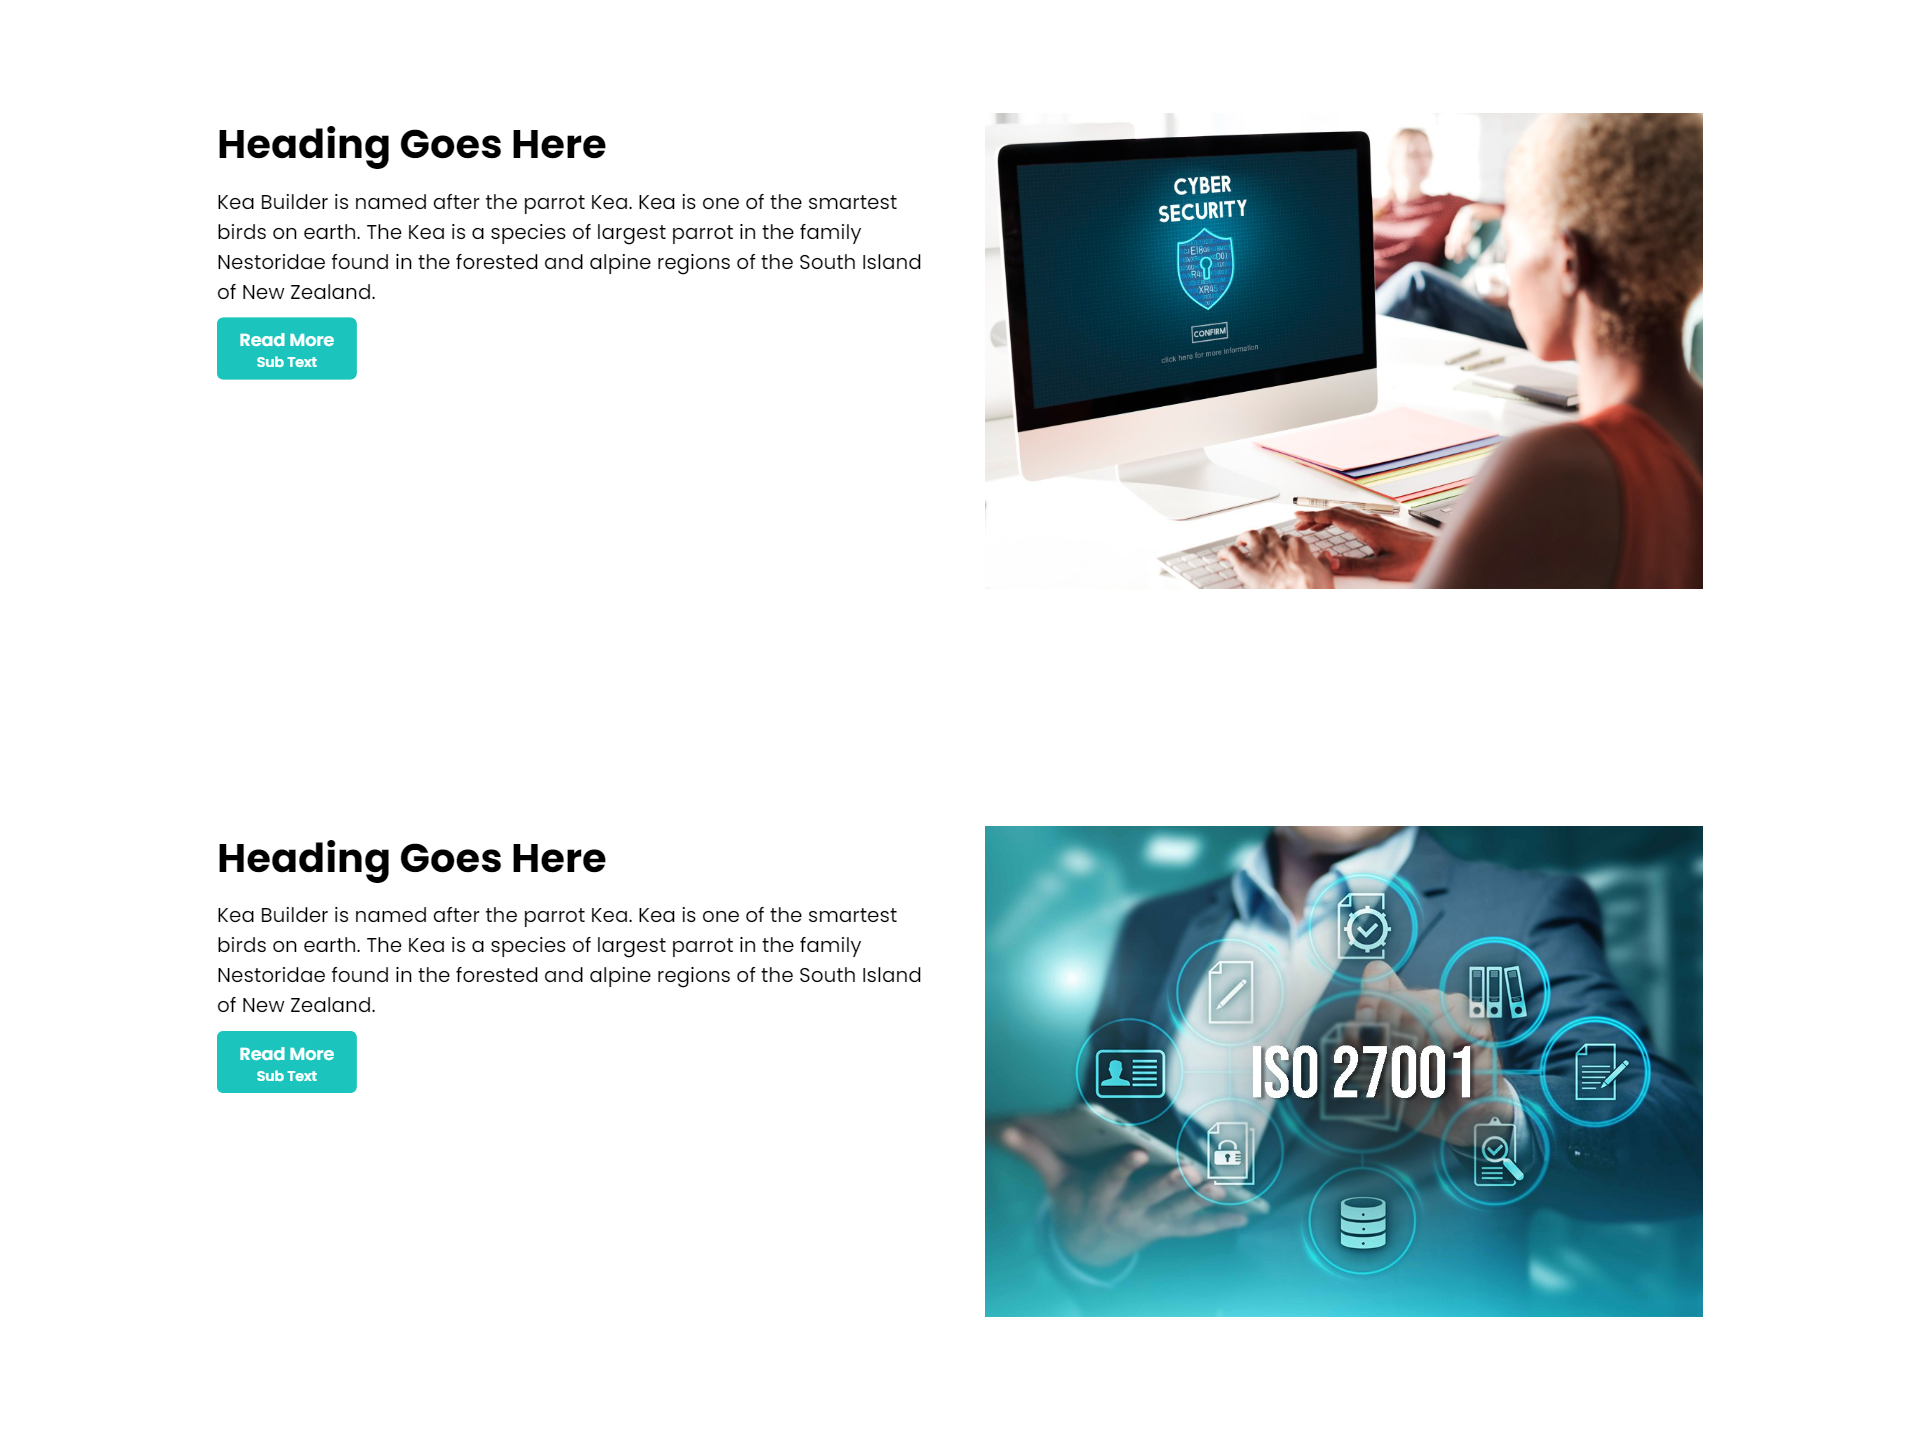 Heading Goes Here
Kea Builder is named after the parrot Kea. Kea is one of the smartest
birds on earth. The Kea is a species of largest parrot in the family
Nestoridae found in the forested and alpine regions of the South Island
of New Zealand.
Read More
Sub Text
CYBER
SECURITY
CONFIRM
click here for more information
Heading Goes Here
Kea Builder is named after the parrot Kea. Kea is one of the smartest
birds on earth. The Kea is a species of largest parrot in the family
Nestoridae found in the forested and alpine regions of the South Island
of New Zealand.
Read More
Sub Text
ISO 27001